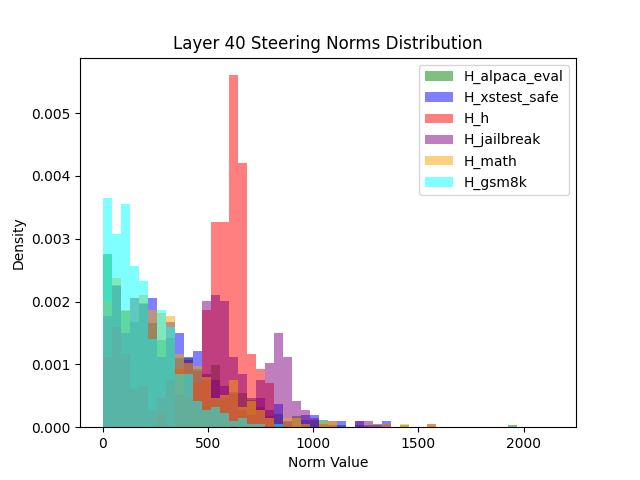 Layer 40 Steering Norms Distribution
H_alpaca_eval
H_xstest_safe
H_h
H_jailbreak
H_math
H_gsm8k
0.005
0.004
0.003
0.002
0.001
0.000
Density
0
500
1000
1500
2000
Norm Value